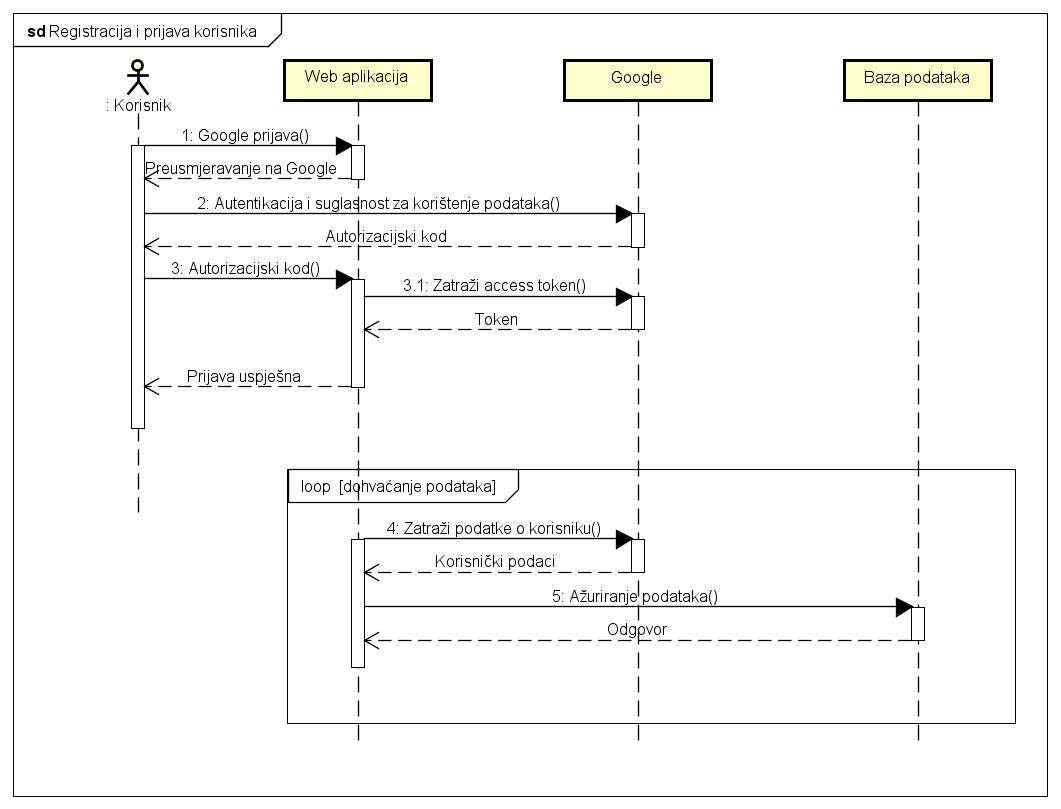 sd Registracija i prijava korisnika
: Korisnik
Web aplikacija
Google
Baza podataka
1: Google prijava()
Preusmjeravanje na Google
2: Autentikacija i suglasnost za korištenje podataka()
Autorizacijski kod
3: Autorizacijski kod()
3.1: Zatraži access token()
Token
Prijava uspješna
loop [dohvaćanje podataka]
4: Zatraži podatke o korisniku()
Korisnički podaci
5: Ažuriranje podataka()
Odgovor